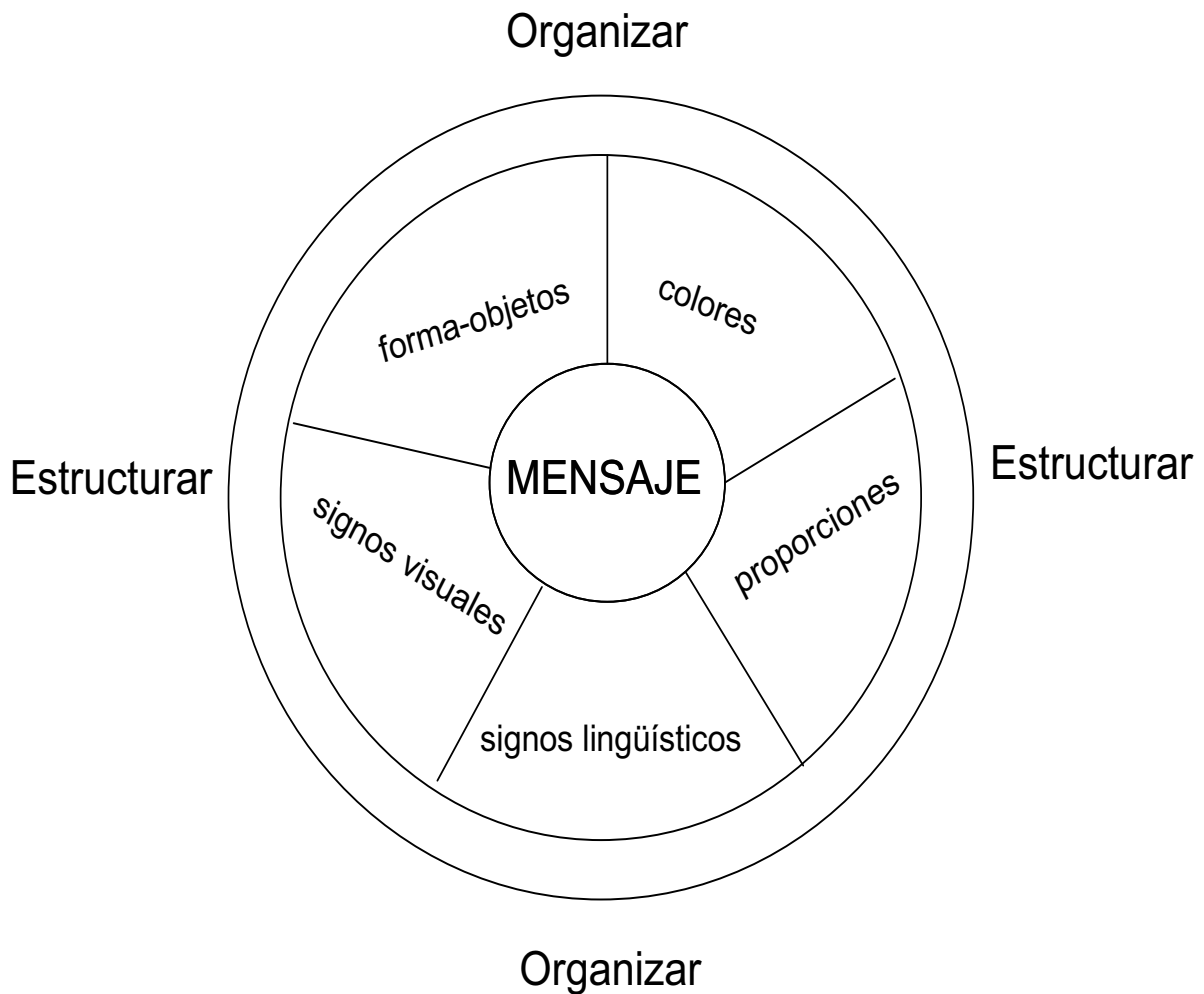 Organizar
forma-objetos
colores
Estructurar
MENSAJE
Estructurar
signos visuales
proporciones
signos lingüísticos
Organizar